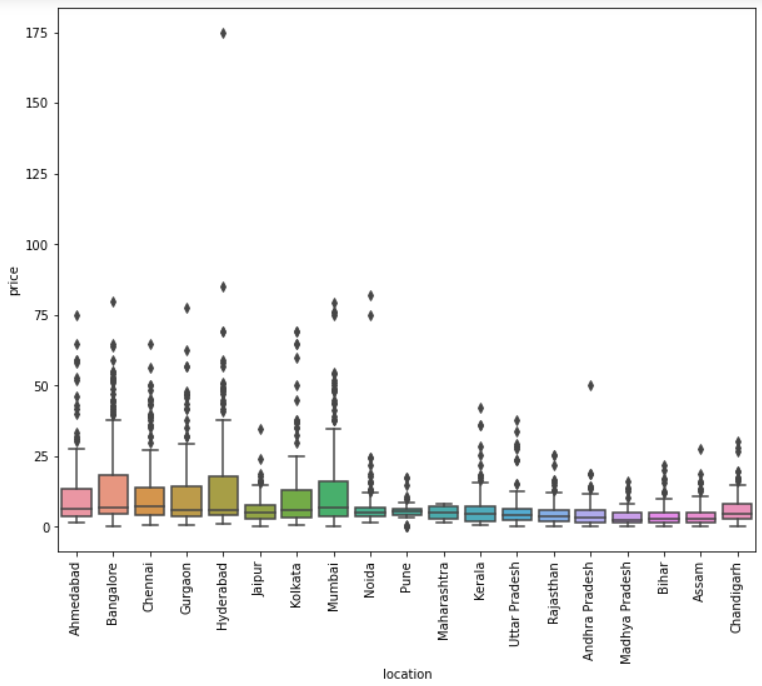 175
150
125
100
75
50
25
0
price
Ahmedabad
Bangalore
Chennai
Gurgaon
Hyderabad
Jaipur
Kolkata
Mumbai
Noida
Pune
Maharashtra
Kerala
Uttar Pradesh
Rajasthan
Andhra Pradesh
Madhya Pradesh
Bihar
Assam
Chandigarh
location